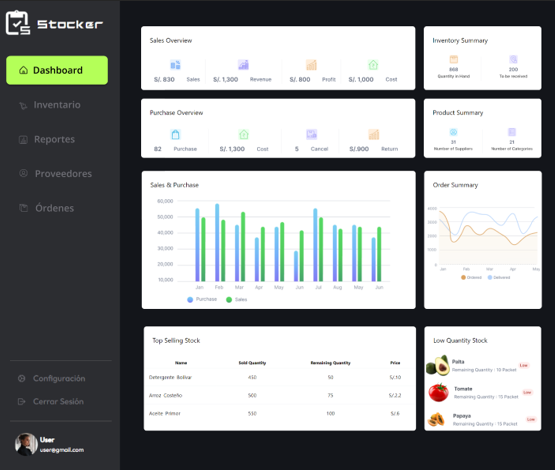 Stocker
Dashboard
Inventario
Reportes
Proveedores
Órdenes
Configuración
Cerrar Sesión
User
user@gmail.com
Sales Overview
S/. 830 Sales
S/. 1,300 Revenue
S/. 800 Profit
S/. 1,000 Cost
Inventory Summary
868
Quantity in Hand
200
To be received
Purchase Overview
82 Purchase
S/. 1,300 Cost
5 Cancel
S/.900 Return
Product Summary
31
Number of Suppliers
21
Number of Categories
Sales & Purchase
60,000
50,000
40,000
30,000
20,000
10,000
Jan Feb Mar Apr May Jun Jul Aug May Jun
Purchase Sales
Order Summary
4000
3000
2000
1000
0
Jan Feb Mar Apr May
Ordered Delivered
Top Selling Stock
Name Sold Quantity Remaining Quantity Price
Detergente Bolivar 450 50 S/.10
Arroz Costeño 500 75 S/.2.2
Aceite Primor 550 100 S/.6
Low Quantity Stock
Palta
Remaining Quantity : 10 Packet
Low
Tomate
Remaining Quantity : 15 Packet
Low
Papaya
Remaining Quantity : 15 Packet
Low